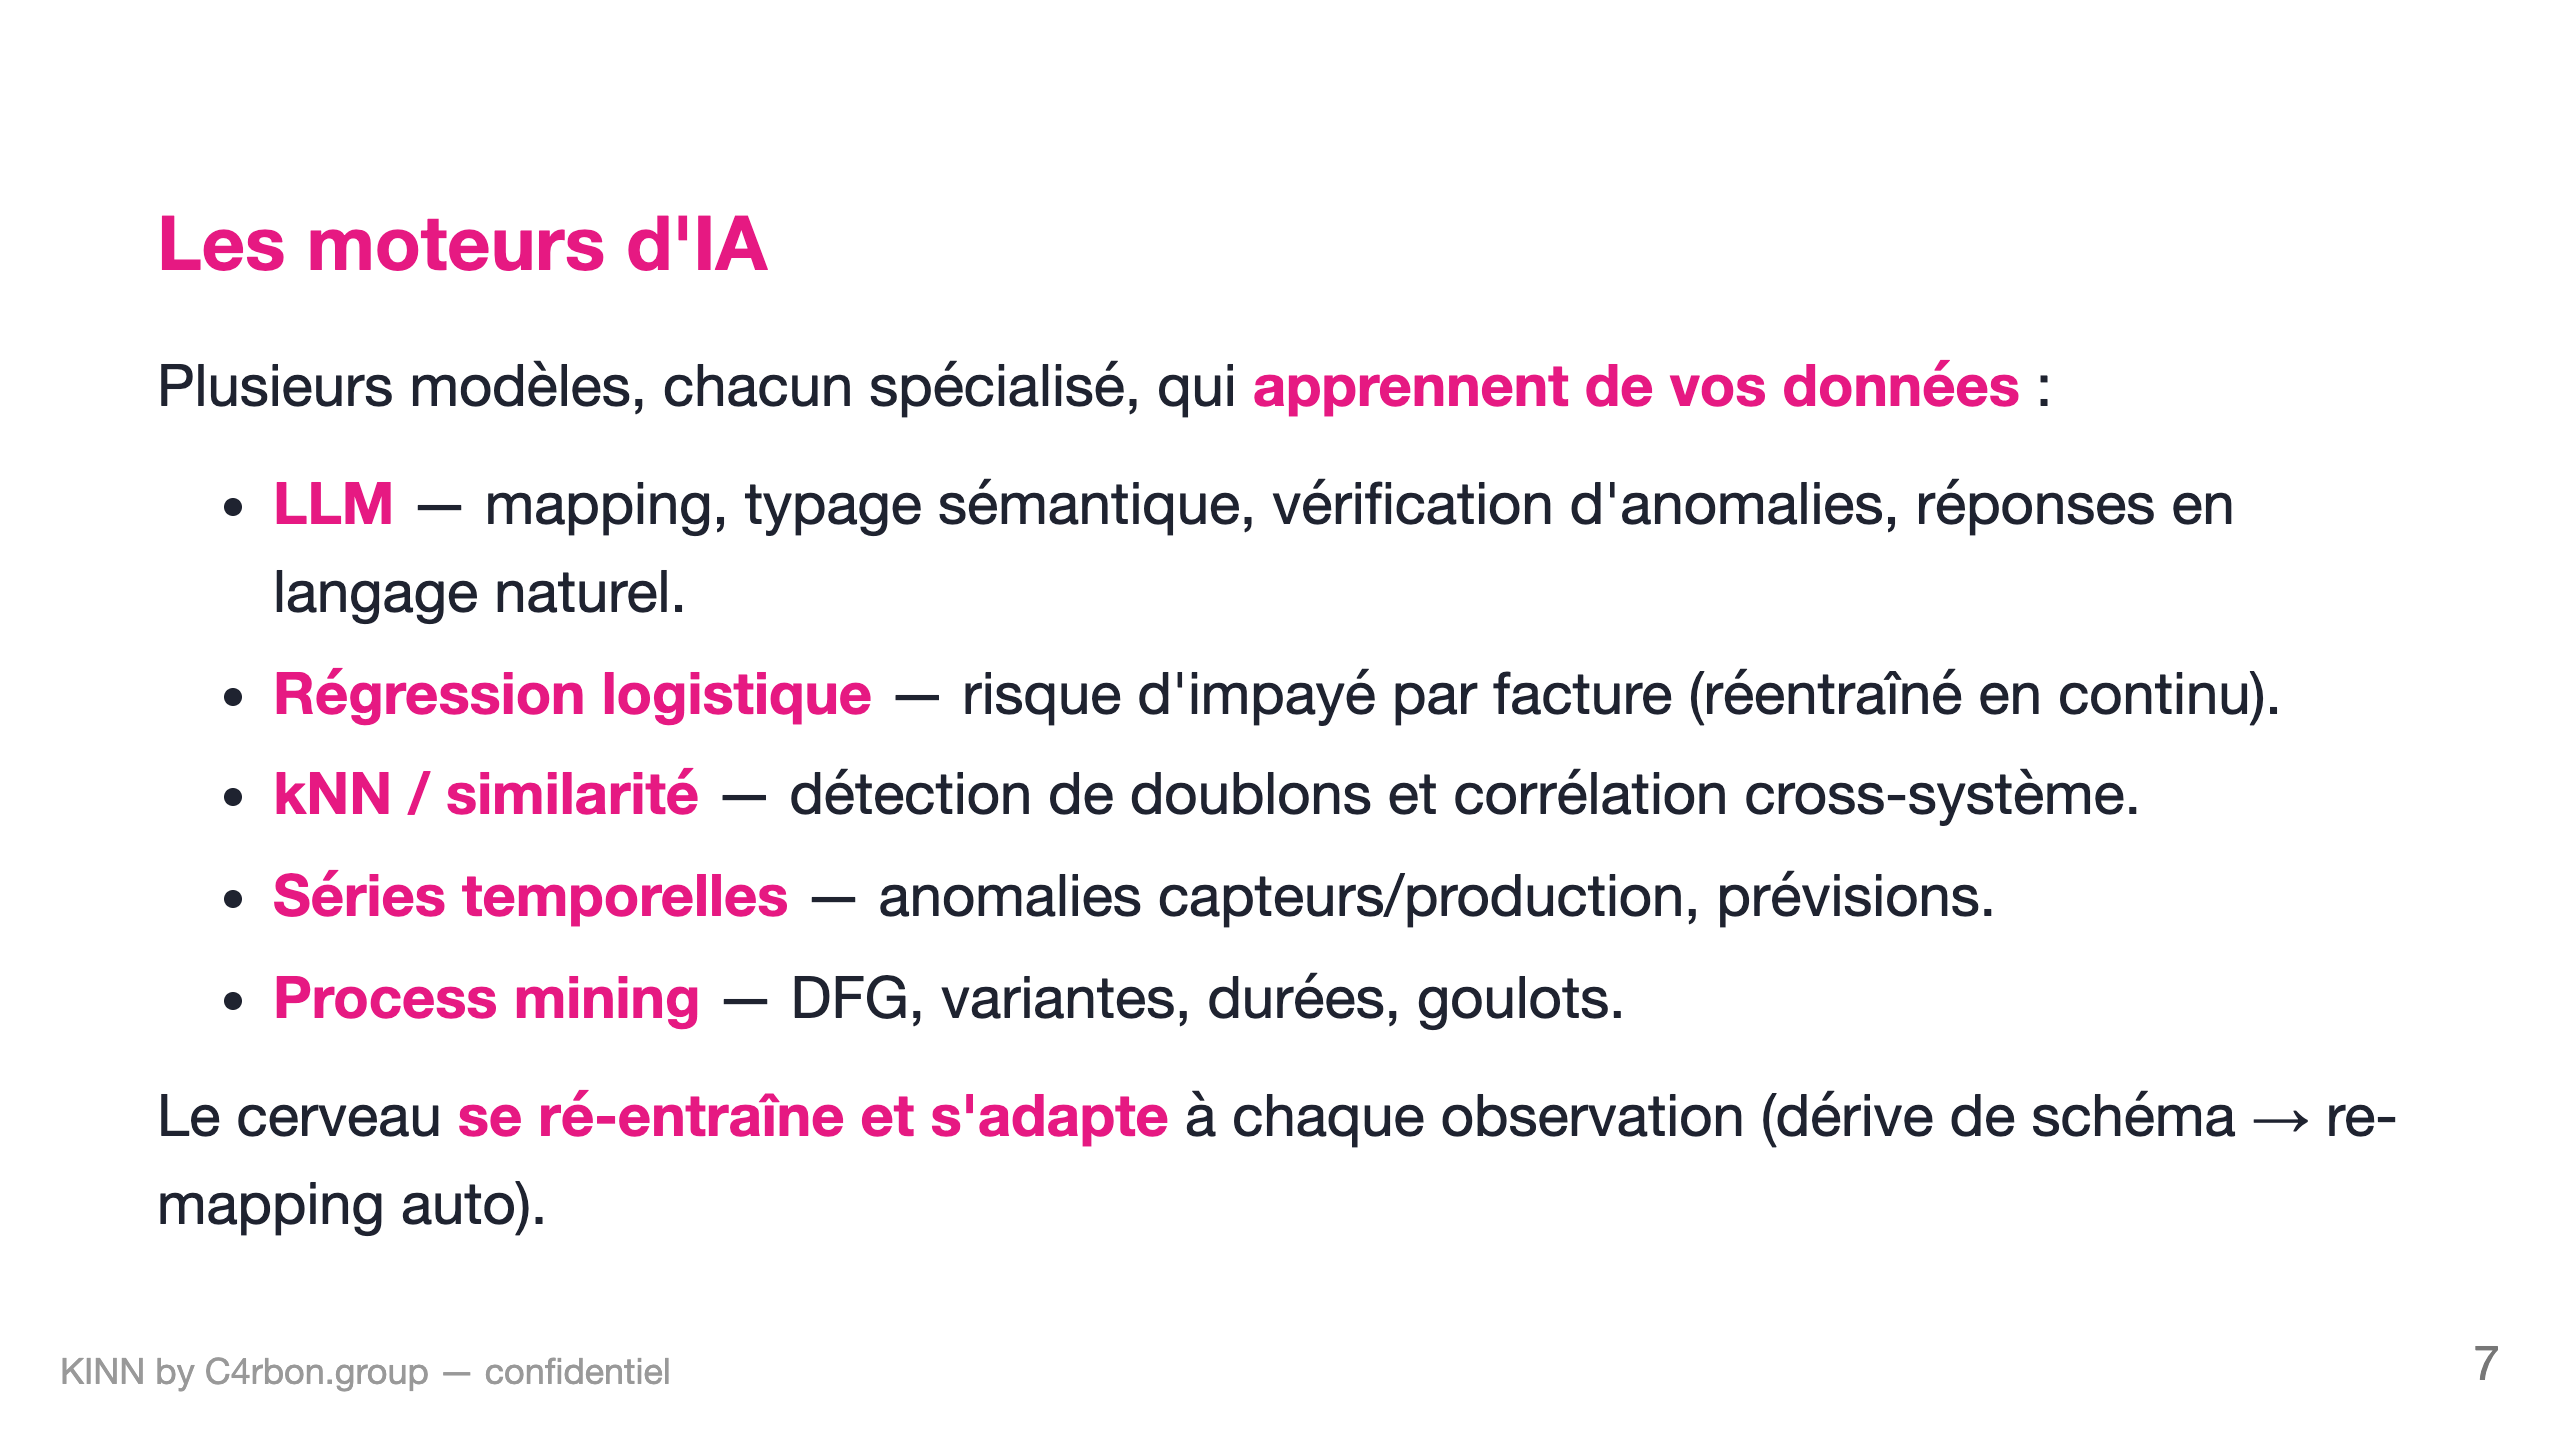 Les moteurs d'IA
Plusieurs modèles, chacun spécialisé, qui apprennent de vos données :
• LLM — mapping, typage sémantique, vérification d'anomalies, réponses en
langage naturel.
• Régression logistique — risque d'impayé par facture (réentraîné en continu).
• kNN / similarité — détection de doublons et corrélation cross-système.
• Séries temporelles — anomalies capteurs/production, prévisions.
• Process mining — DFG, variantes, durées, goulots.
Le cerveau se ré-entraîne et s'adapte à chaque observation (dérive de schéma → re-
mapping auto).
KINN by C4rbon.group — confidentiel
7